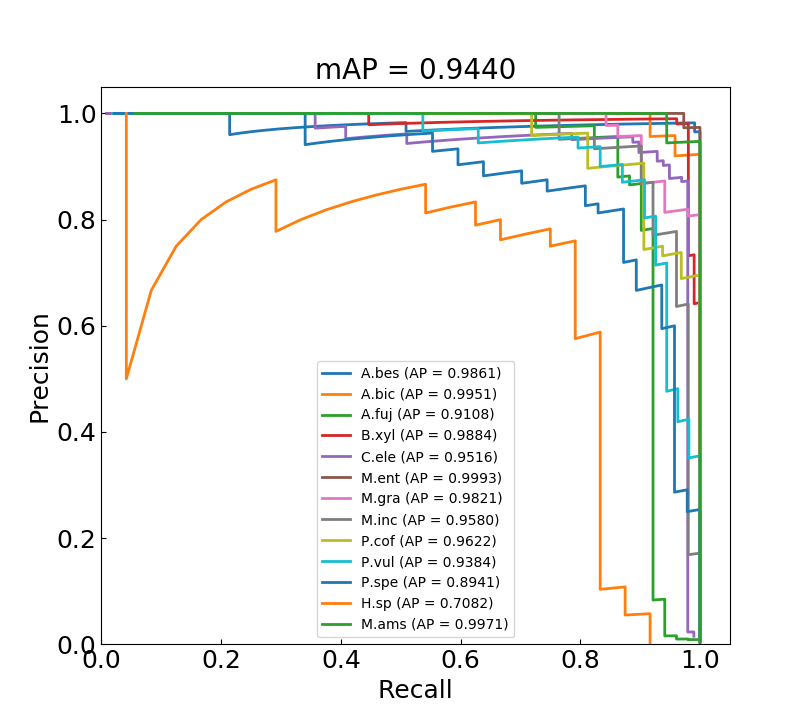 mAP = 0.9440
Precision
1.0
0.8
0.6
0.4
0.2
0.0
A.bes (AP = 0.9861)
A.bic (AP = 0.9951)
A.fuj (AP = 0.9108)
B.xyl (AP = 0.9884)
C.ele (AP = 0.9516)
M.ent (AP = 0.9993)
M.gra (AP = 0.9821)
M.inc (AP = 0.9580)
P.cof (AP = 0.9622)
P.vul (AP = 0.9384)
P.spe (AP = 0.8941)
H.sp (AP = 0.7082)
M.ams (AP = 0.9971)
0.0 0.2 0.4 0.6 0.8 1.0
Recall